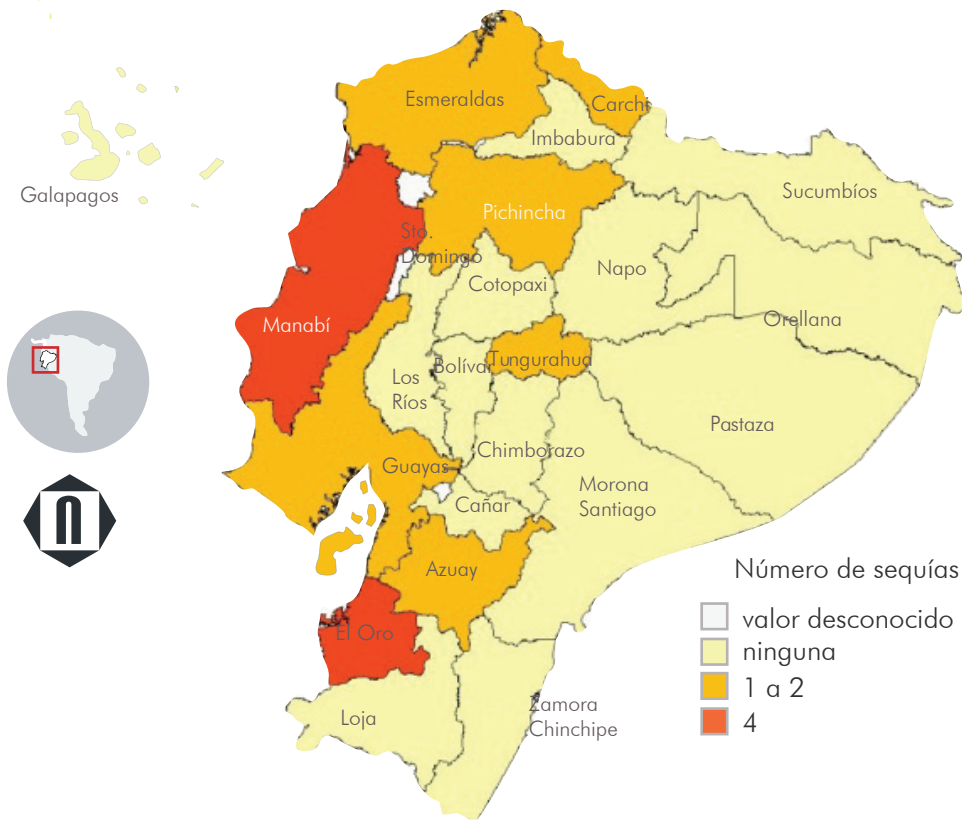 Esmeraldas
Carchi
Imbabura
Galapagos
Sucumbíos
Pichincha
Sto.
Domingo
Napo
Cotopaxi
Manabí
Orellana
Bolívar
Tungurahua
Los
Ríos
Pastaza
Chimborazo
Guayas
Morona
Santiago
Cañar
Azuay
El Oro
Loja
Zamora
Chinchipe
Número de sequías
valor desconocido
ninguna
1 a 2
4
n